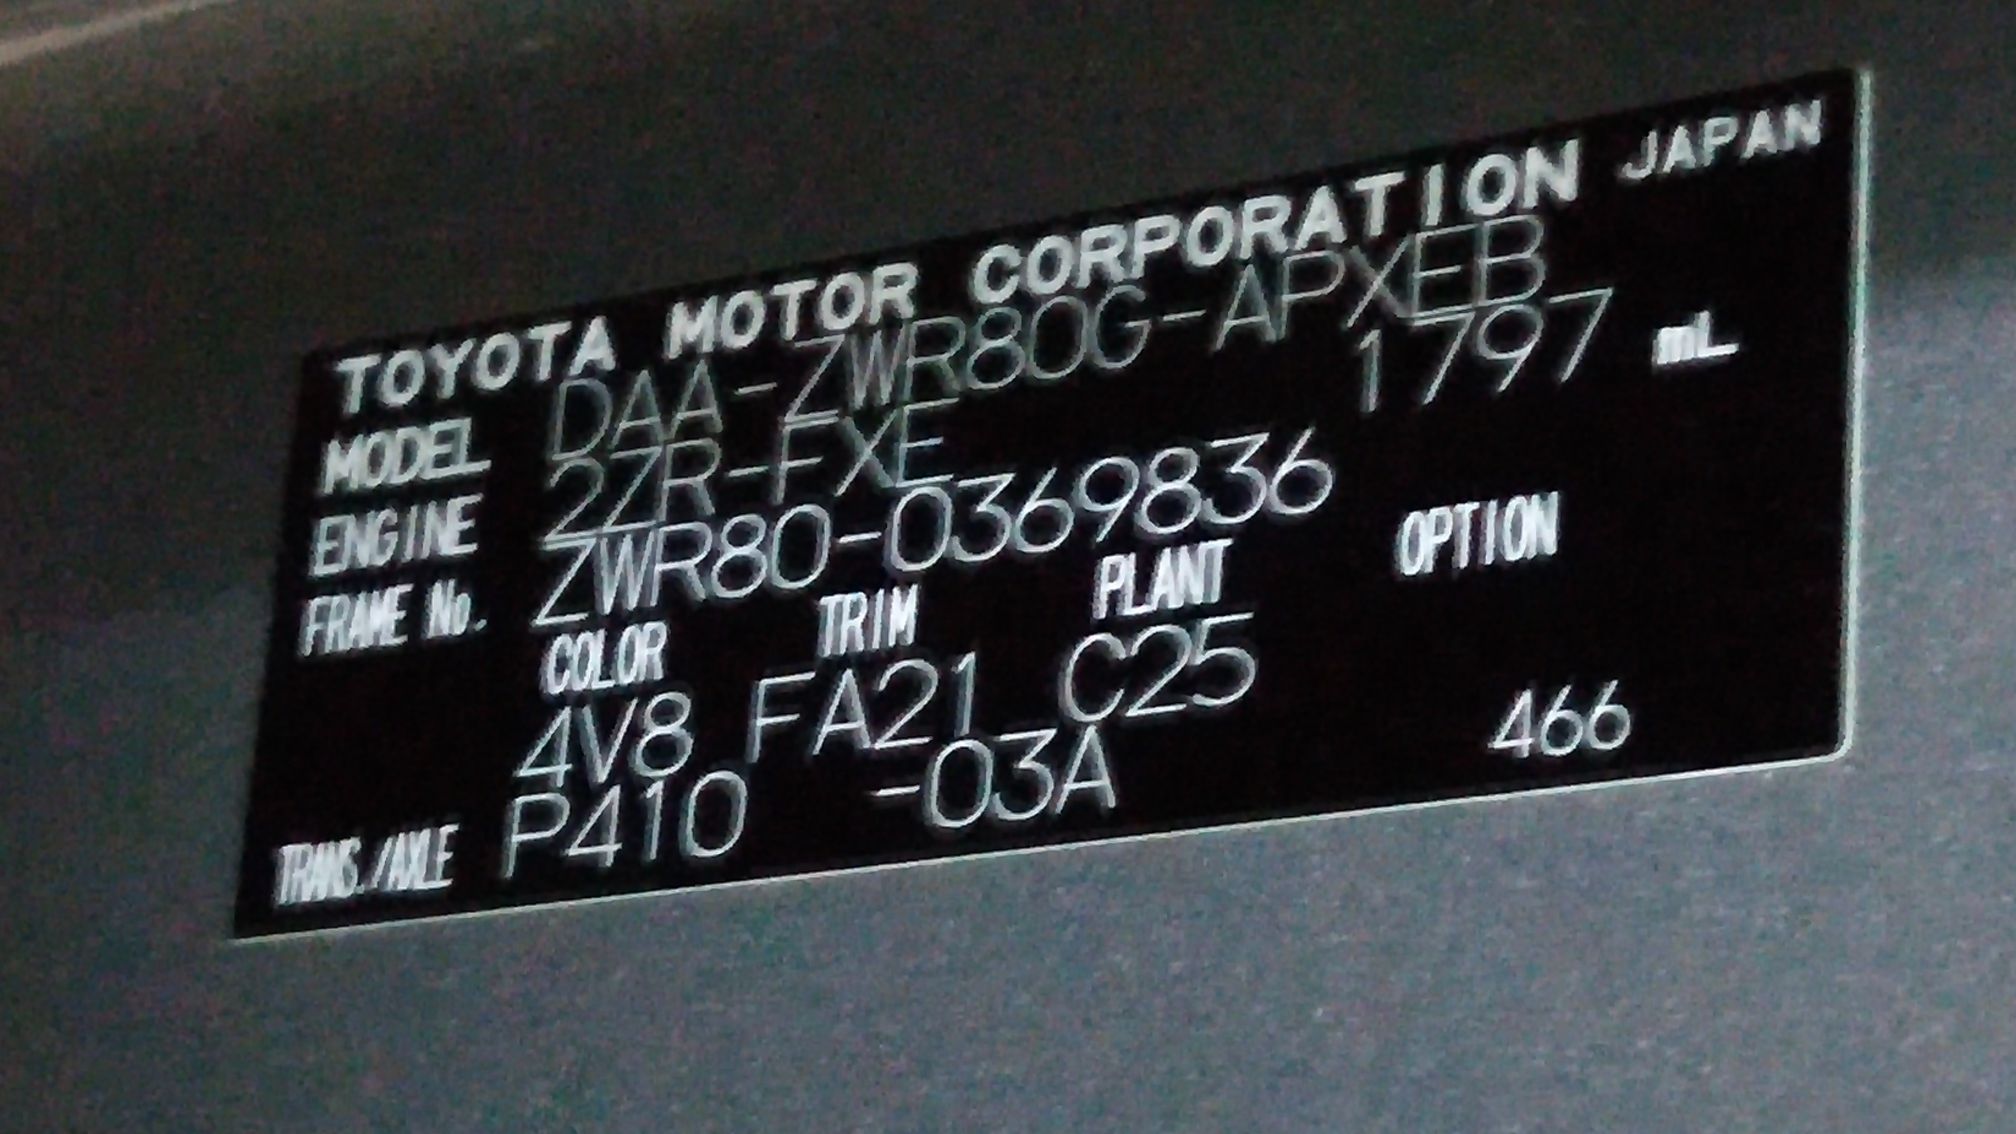 TOYOTA MOTOR CORPORATION JAPAN
MODEL DAA-ZWR80G-APXEB
ENGINE 2ZR-FXE 1797 mL
FRAME No. ZWR80-0369836
COLOR TRIM PLANT OPTION
4V8 FA21 C25
TRANS./AXLE P410 -03A 466